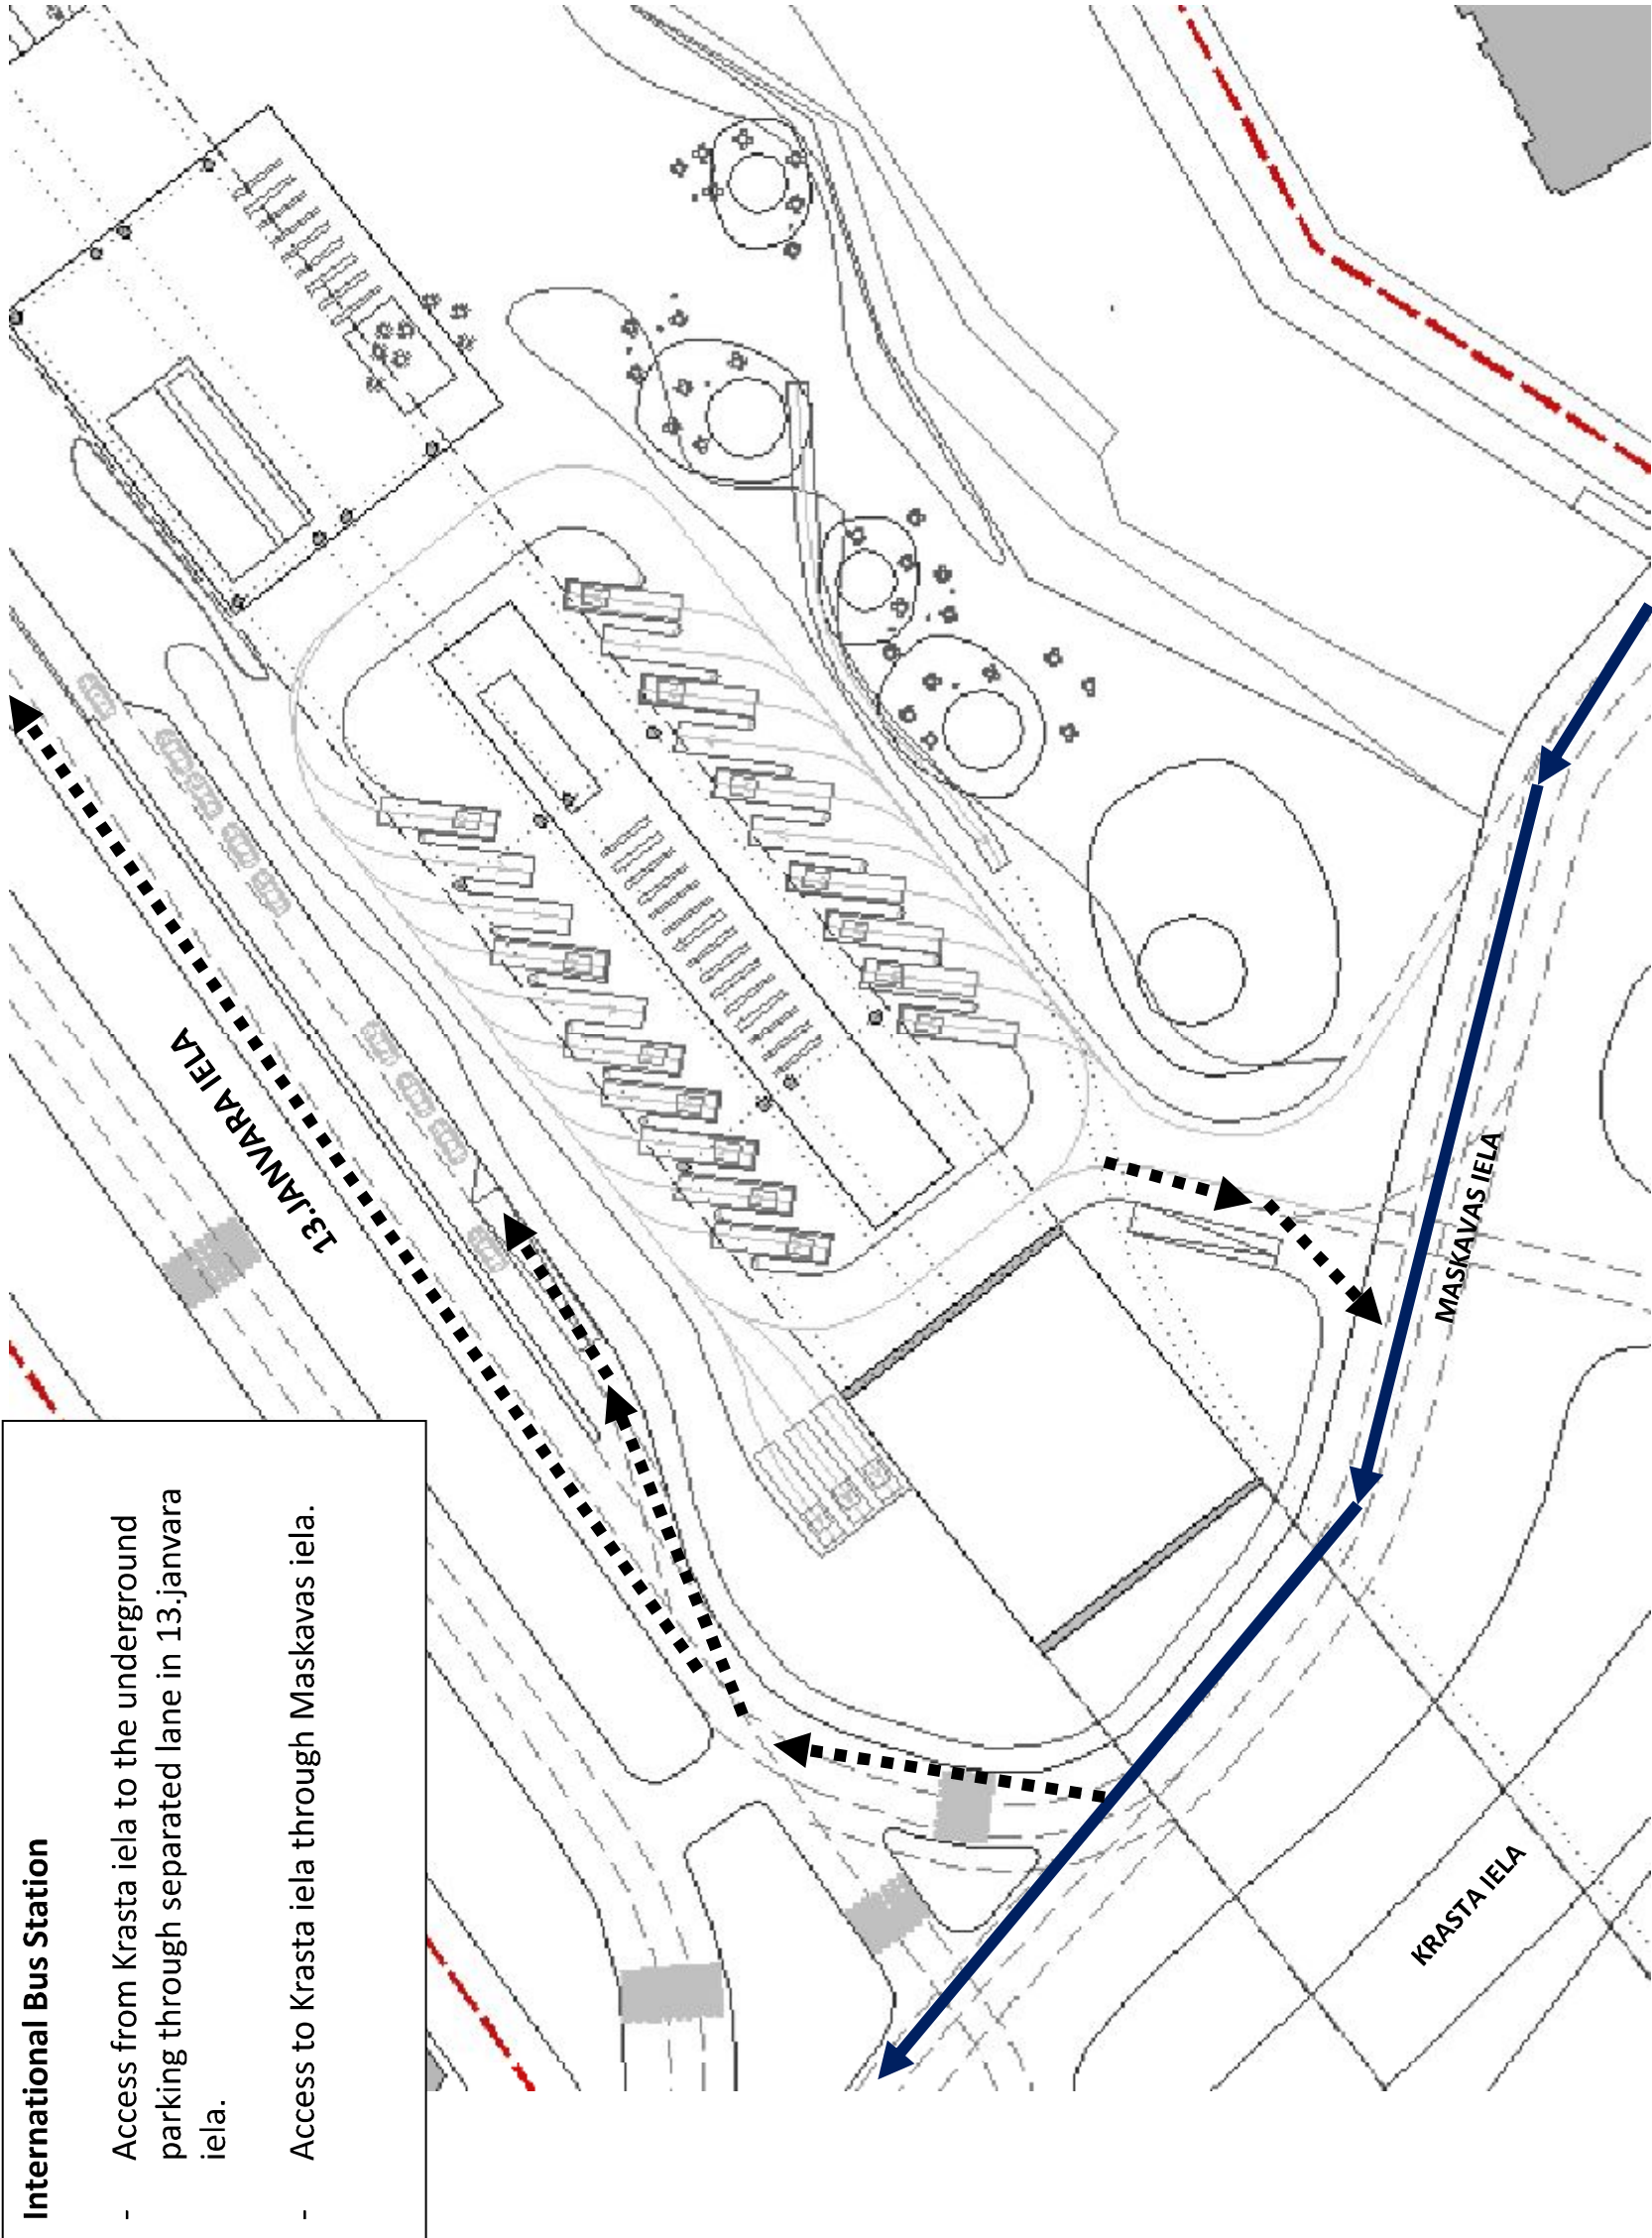 International Bus Station
- Access from Krasta iela to the underground
parking through separated lane in 13.janvara
iela.
- Access to Krasta iela through Maskavas iela.
13.JANVARA IELA
MASKAVAS IELA
KRASTA IELA